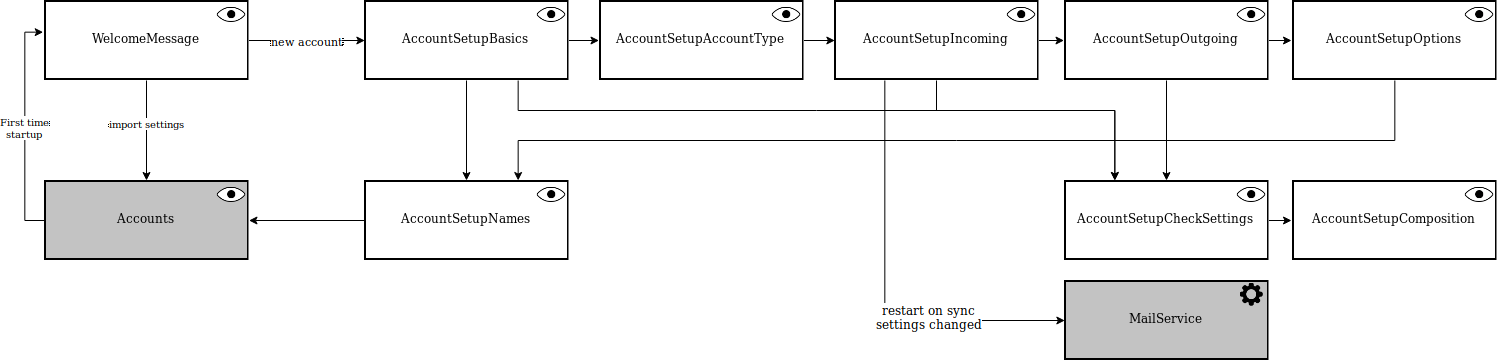 WelcomeMessage
new account
AccountSetupBasics
AccountSetupAccountType
AccountSetupIncoming
AccountSetupOutgoing
AccountSetupOptions
First time
startup
import settings
Accounts
AccountSetupNames
AccountSetupCheckSettings
AccountSetupComposition
restart on sync
settings changed
MailService